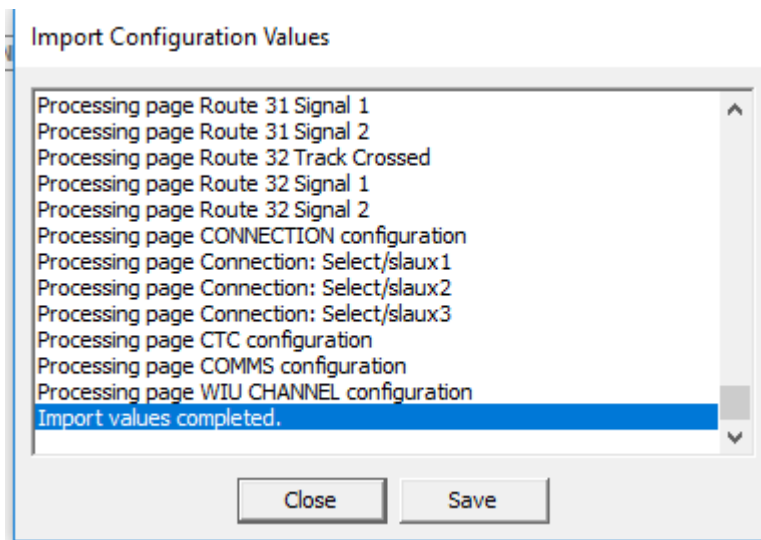 Import Configuration Values
Processing page Route 31 Signal 1
Processing page Route 31 Signal 2
Processing page Route 32 Track Crossed
Processing page Route 32 Signal 1
Processing page Route 32 Signal 2
Processing page CONNECTION configuration
Processing page Connection: Select/slaux1
Processing page Connection: Select/slaux2
Processing page Connection: Select/slaux3
Processing page CTC configuration
Processing page COMMS configuration
Processing page WIU CHANNEL configuration
Import values completed.
Close Save